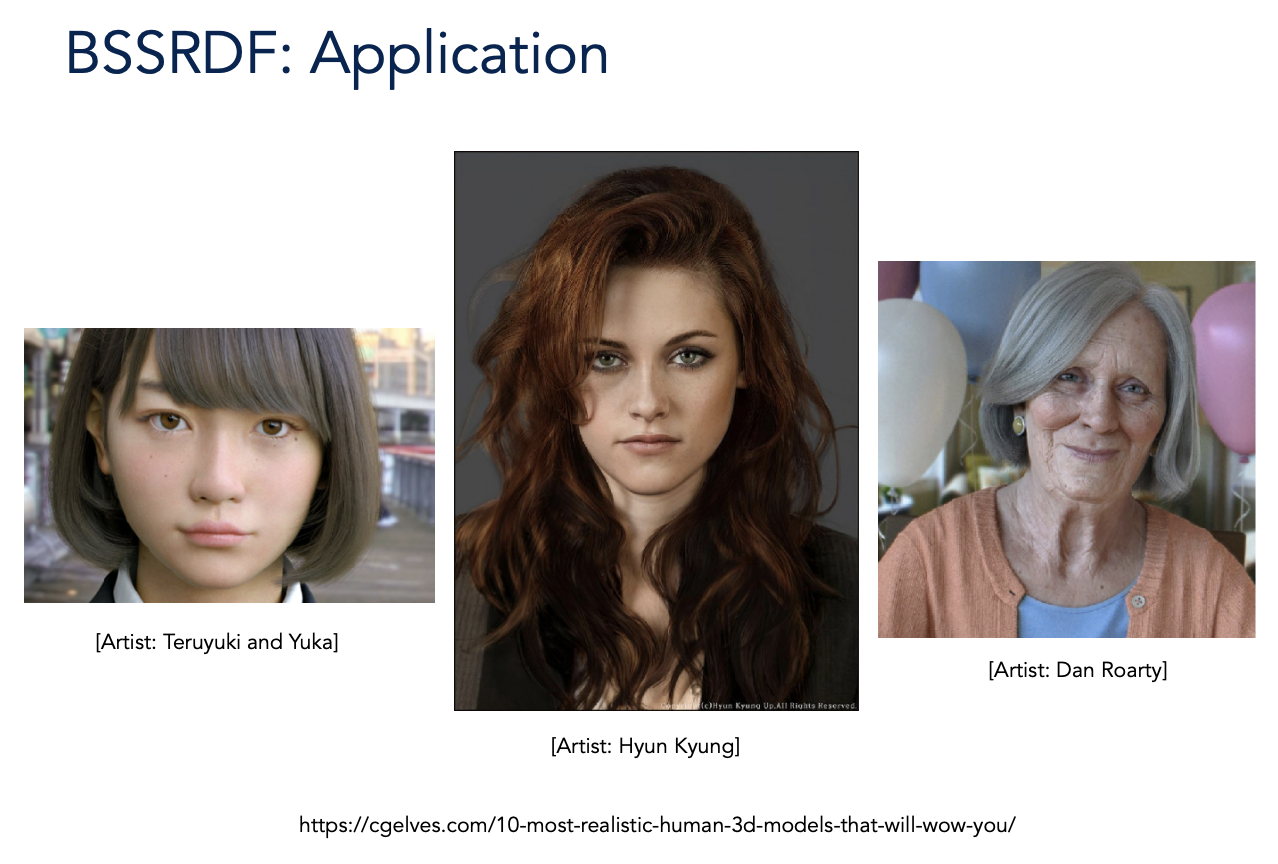 BSSRDF: Application
[Artist: Teruyuki and Yuka]
Copyright (c)Hyun Kyung Up.All Rights Reserved.
[Artist: Hyun Kyung]
[Artist: Dan Roarty]
https://cgelves.com/10-most-realistic-human-3d-models-that-will-wow-you/